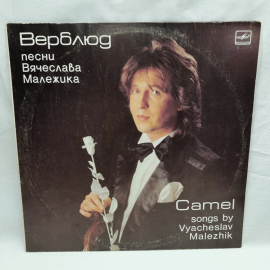 Верблюд
песни
Вячеслава
Малежика
Camel
songs by
Vyacheslav
Malezhik